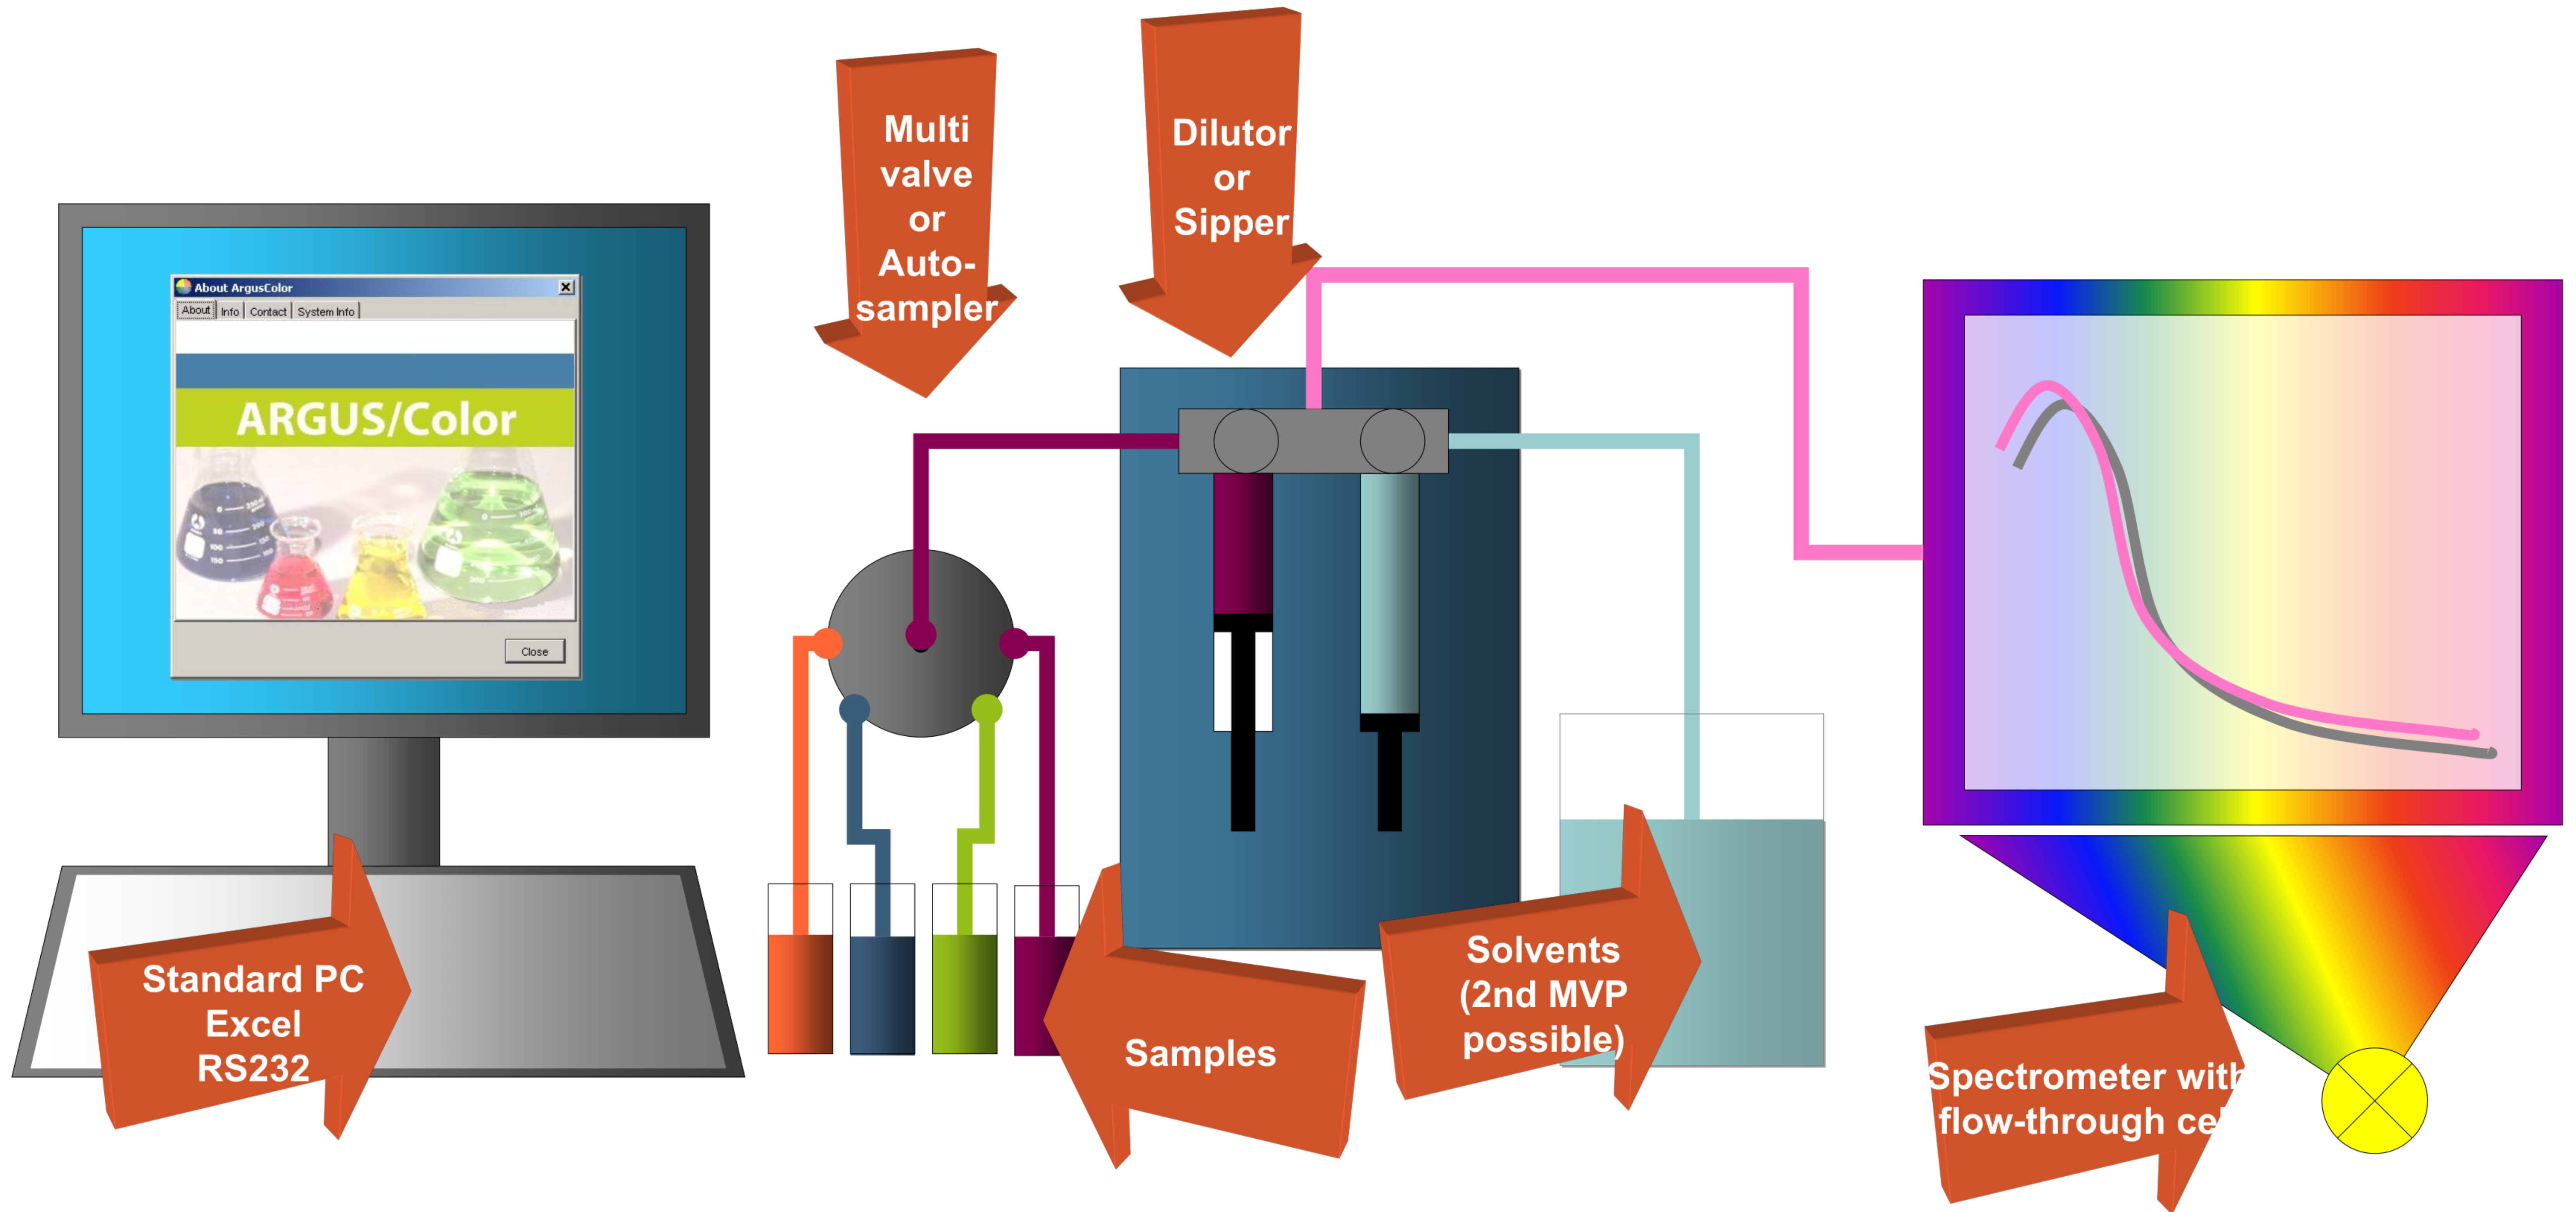 Multi
valve
or
Auto-
sampler
Dilutor
or
Sipper
About ArgusColor
About Info Contact System Info
ARGUS/Color
Close
Standard PC
Excel
RS232
Samples
Solvents
(2nd MVP
possible)
Spectrometer with
flow-through cel